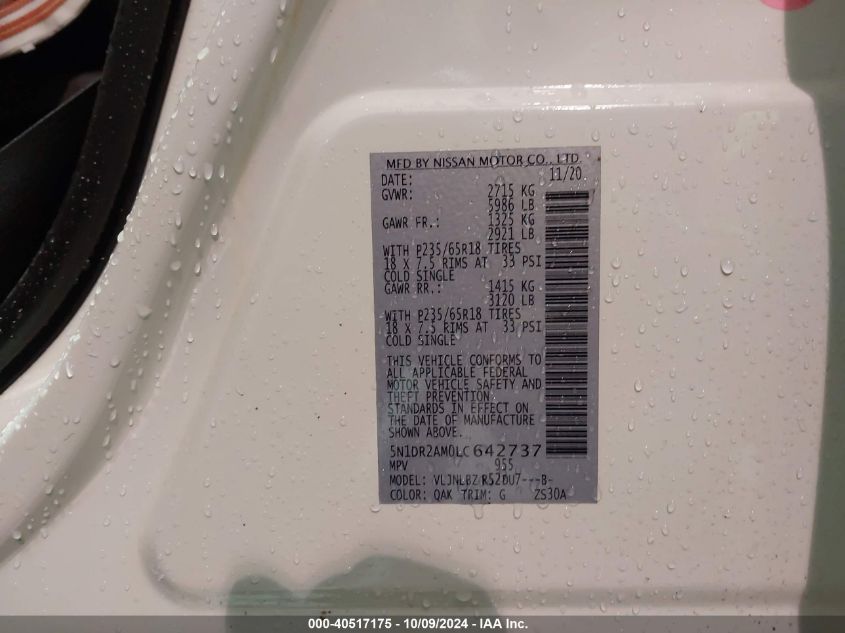 MFD BY NISSAN MOTOR CO., LTD.
DATE: 11/20
GVWR: 2715 KG
5986 LB
GAWR FR.: 1325 KG
2921 LB
WITH P235/65R18 TIRES
18 X 7.5 RIMS AT 33 PSI
COLD SINGLE
GAWR RR.: 1415 KG
3120 LB
WITH P235/65R18 TIRES
18 X 7.5 RIMS AT 33 PSI
COLD SINGLE
THIS VEHICLE CONFORMS TO
ALL APPLICABLE FEDERAL
MOTOR VEHICLE SAFETY AND
THEFT PREVENTION
STANDARDS IN EFFECT ON
THE DATE OF MANUFACTURE
SHOWN ABOVE.
5N1DR2AM0LC642737
MPV 955
MODEL:
COLOR: QAK TRIM: G ZS30A
000-40517175 - 10/09/2024 - IAA Inc.